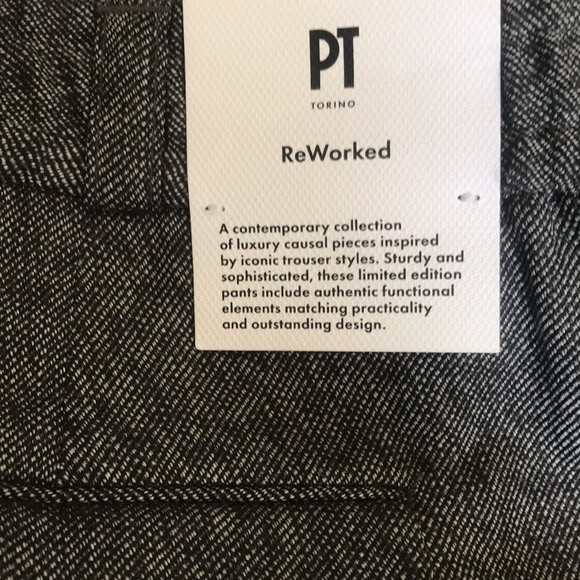 PT
TORINO
ReWorked
A contemporary collection
of luxury causal pieces inspired
by iconic trouser styles. Sturdy and
sophisticated, these limited edition
pants include authentic functional
elements matching practicality
and outstanding design.